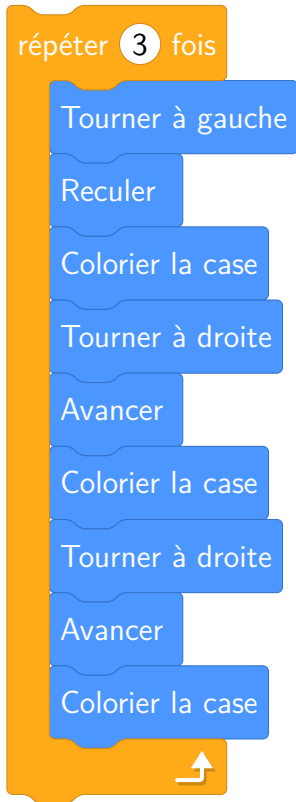 répéter 3 fois
Tourner à gauche
Reculer
Colorier la case
Tourner à droite
Avancer
Colorier la case
Tourner à droite
Avancer
Colorier la case